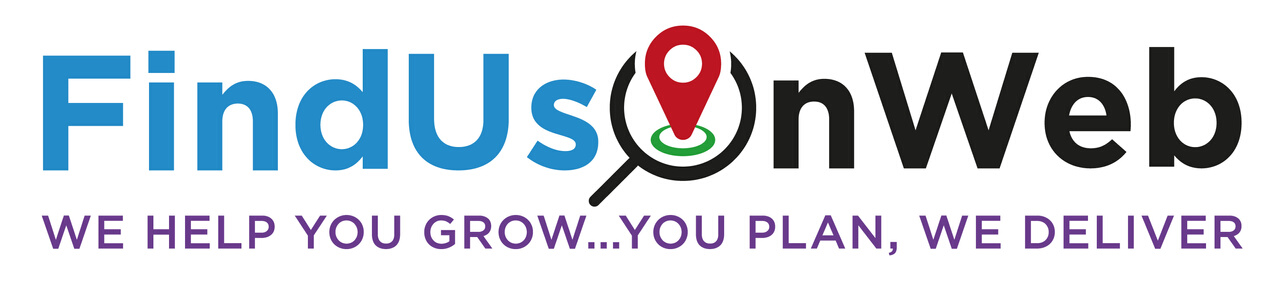 FindUsOnWeb
WE HELP YOU GROW...YOU PLAN, WE DELIVER